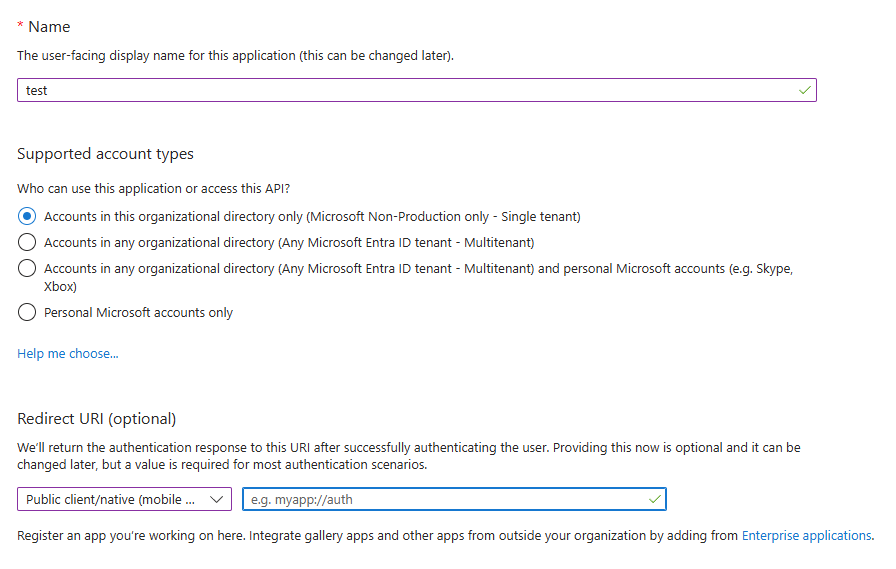 * Name
The user-facing display name for this application (this can be changed later).
test
Supported account types
Who can use this application or access this API?
Accounts in this organizational directory only (Microsoft Non-Production only - Single tenant)
Accounts in any organizational directory (Any Microsoft Entra ID tenant - Multitenant)
Accounts in any organizational directory (Any Microsoft Entra ID tenant - Multitenant) and personal Microsoft accounts (e.g. Skype,
Xbox)
Personal Microsoft accounts only
Help me choose...
Redirect URI (optional)
We'll return the authentication response to this URI after successfully authenticating the user. Providing this now is optional and it can be
changed later, but a value is required for most authentication scenarios.
Public client/native (mobile ... e.g. myapp://auth
Register an app you're working on here. Integrate gallery apps and other apps from outside your organization by adding from Enterprise applications.